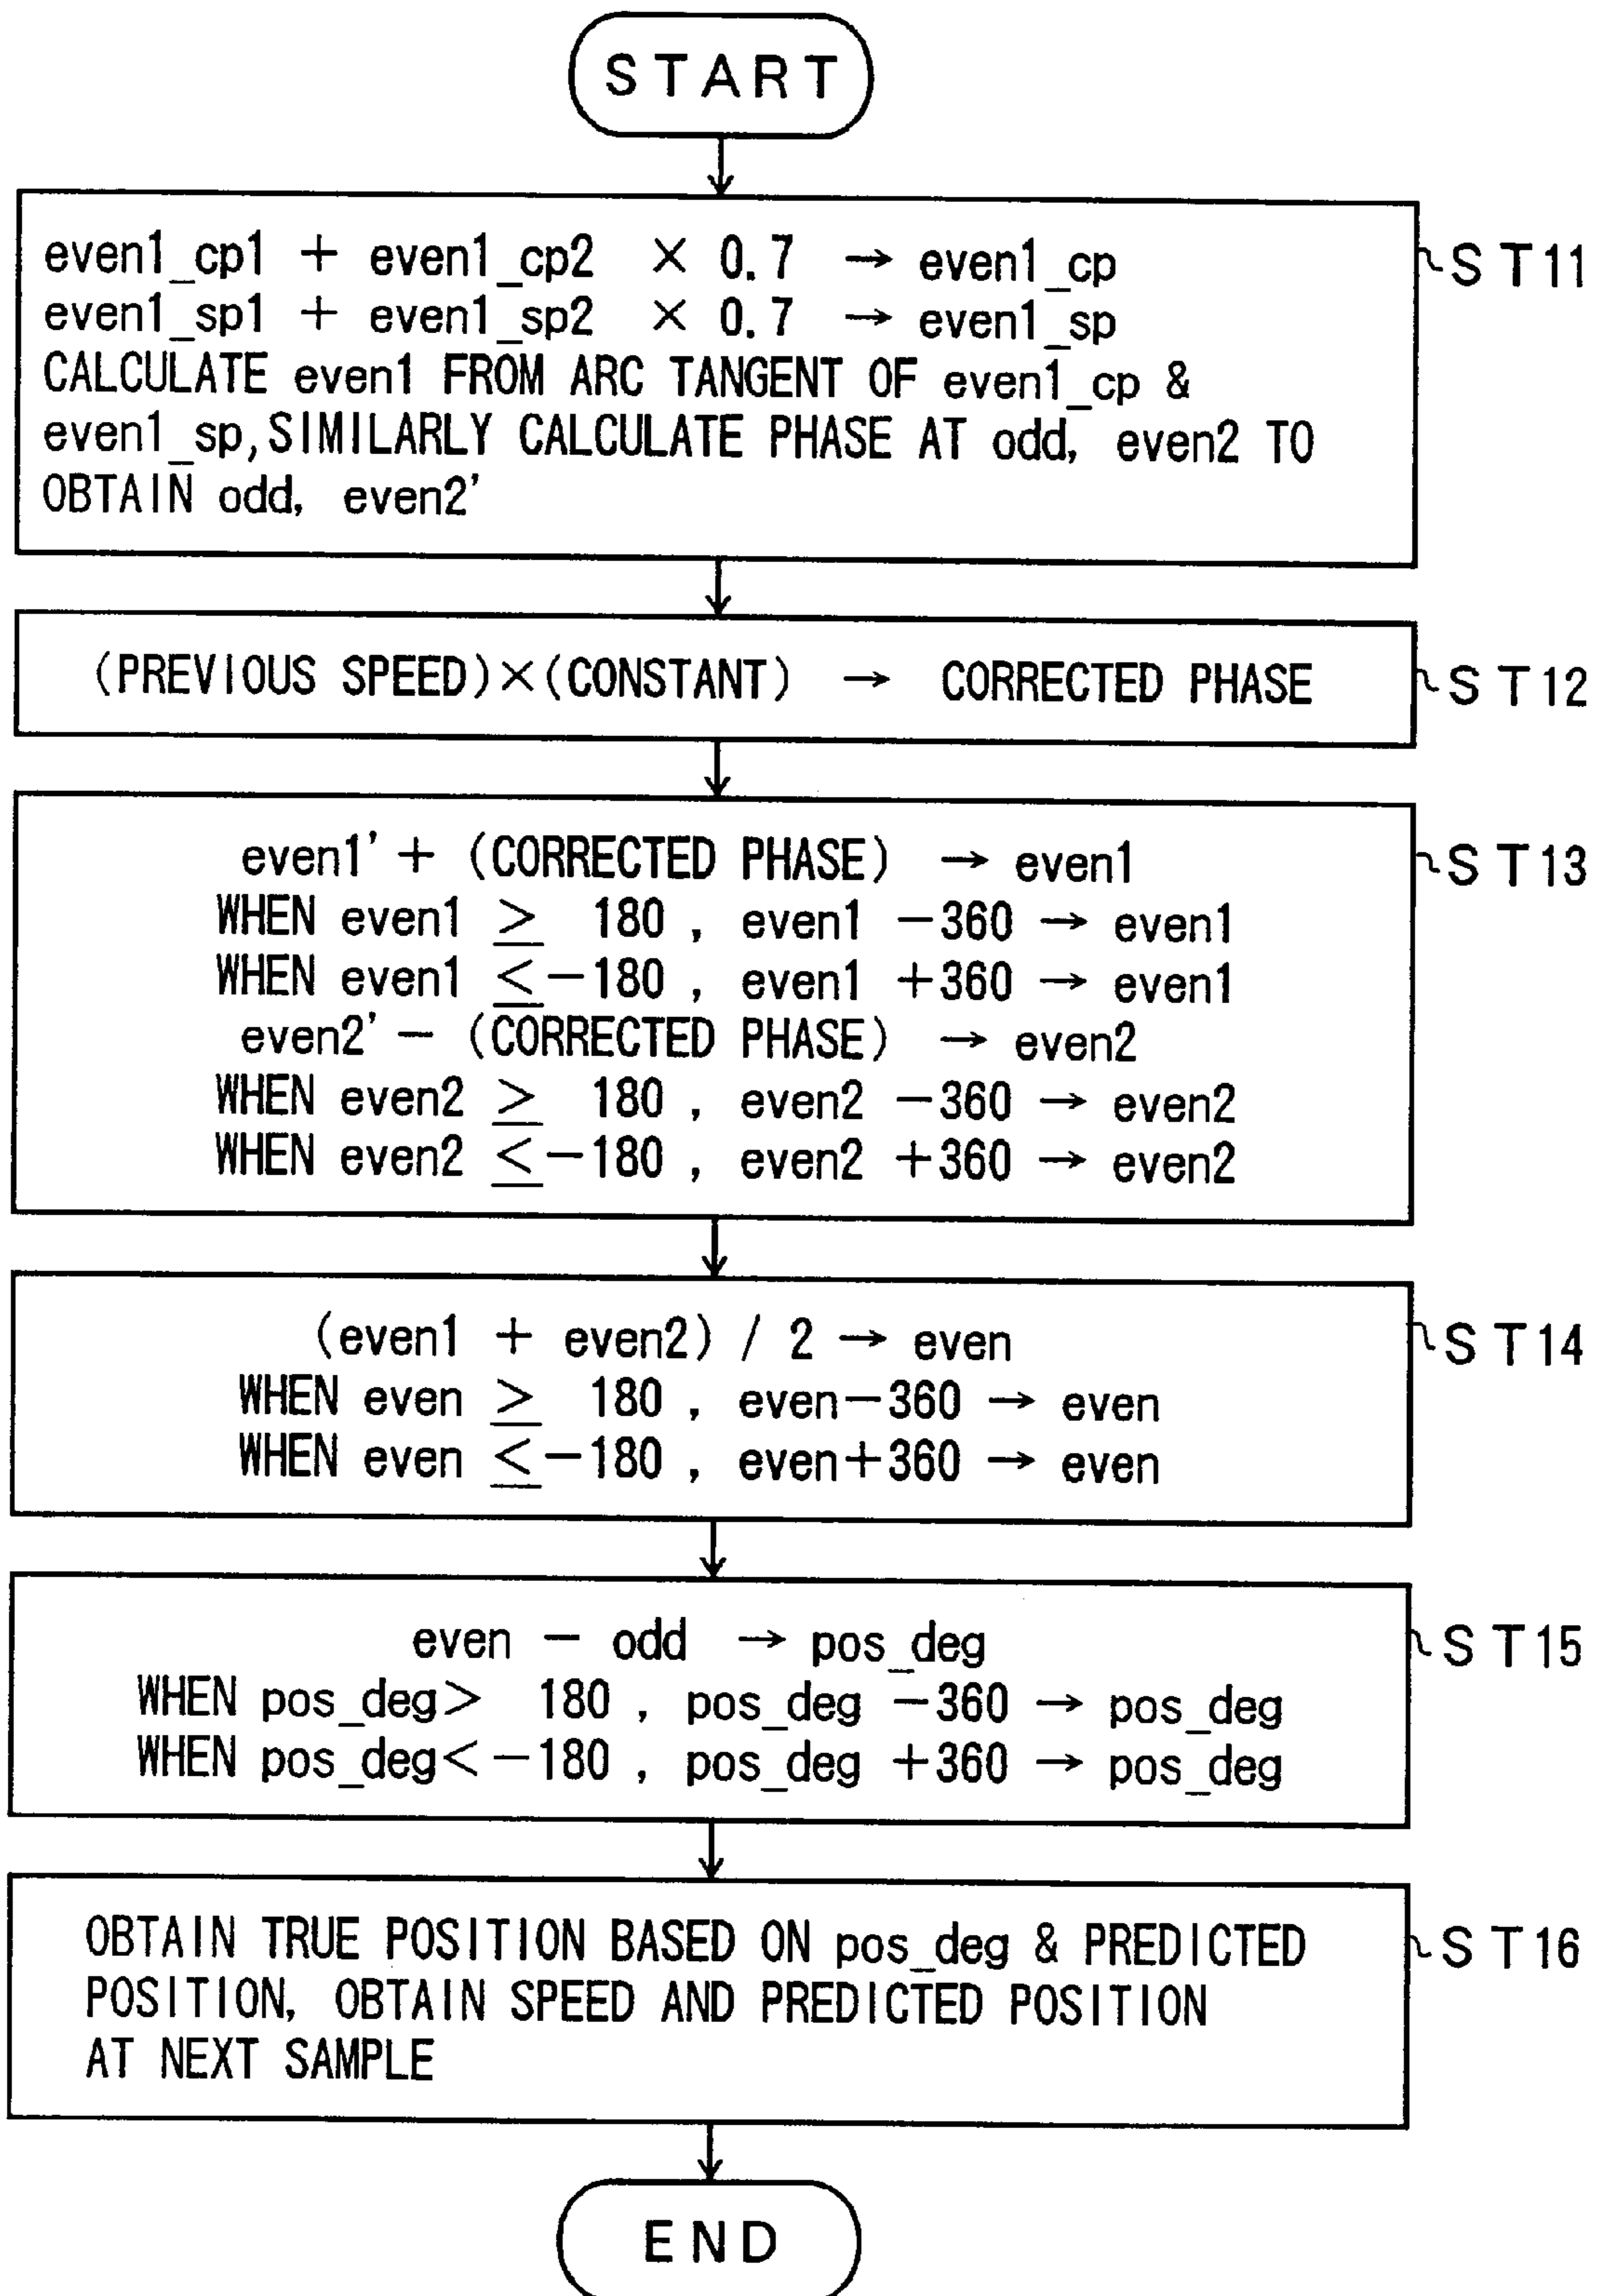 START
even1_cp1 + even1_cp2 × 0.7 → even1_cp
even1_sp1 + even1_sp2 × 0.7 → even1_sp
CALCULATE even1 FROM ARC TANGENT OF even1_cp &
even1_sp, SIMILARLY CALCULATE PHASE AT odd, even2 TO
OBTAIN odd, even2'
ST11
(PREVIOUS SPEED)×(CONSTANT) → CORRECTED PHASE
ST12
even1' + (CORRECTED PHASE) → even1
WHEN even1 ≥ 180 , even1 -360 → even1
WHEN even1 ≤ -180 , even1 +360 → even1
even2' - (CORRECTED PHASE) → even2
WHEN even2 ≥ 180 , even2 -360 → even2
WHEN even2 ≤ -180 , even2 +360 → even2
ST13
(even1 + even2) / 2 → even
WHEN even ≥ 180 , even-360 → even
WHEN even ≤ -180 , even+360 → even
ST14
even - odd → pos_deg
WHEN pos_deg> 180 , pos_deg -360 → pos_deg
WHEN pos_deg< -180 , pos_deg +360 → pos_deg
ST15
OBTAIN TRUE POSITION BASED ON pos_deg & PREDICTED
POSITION, OBTAIN SPEED AND PREDICTED POSITION
AT NEXT SAMPLE
ST16
END